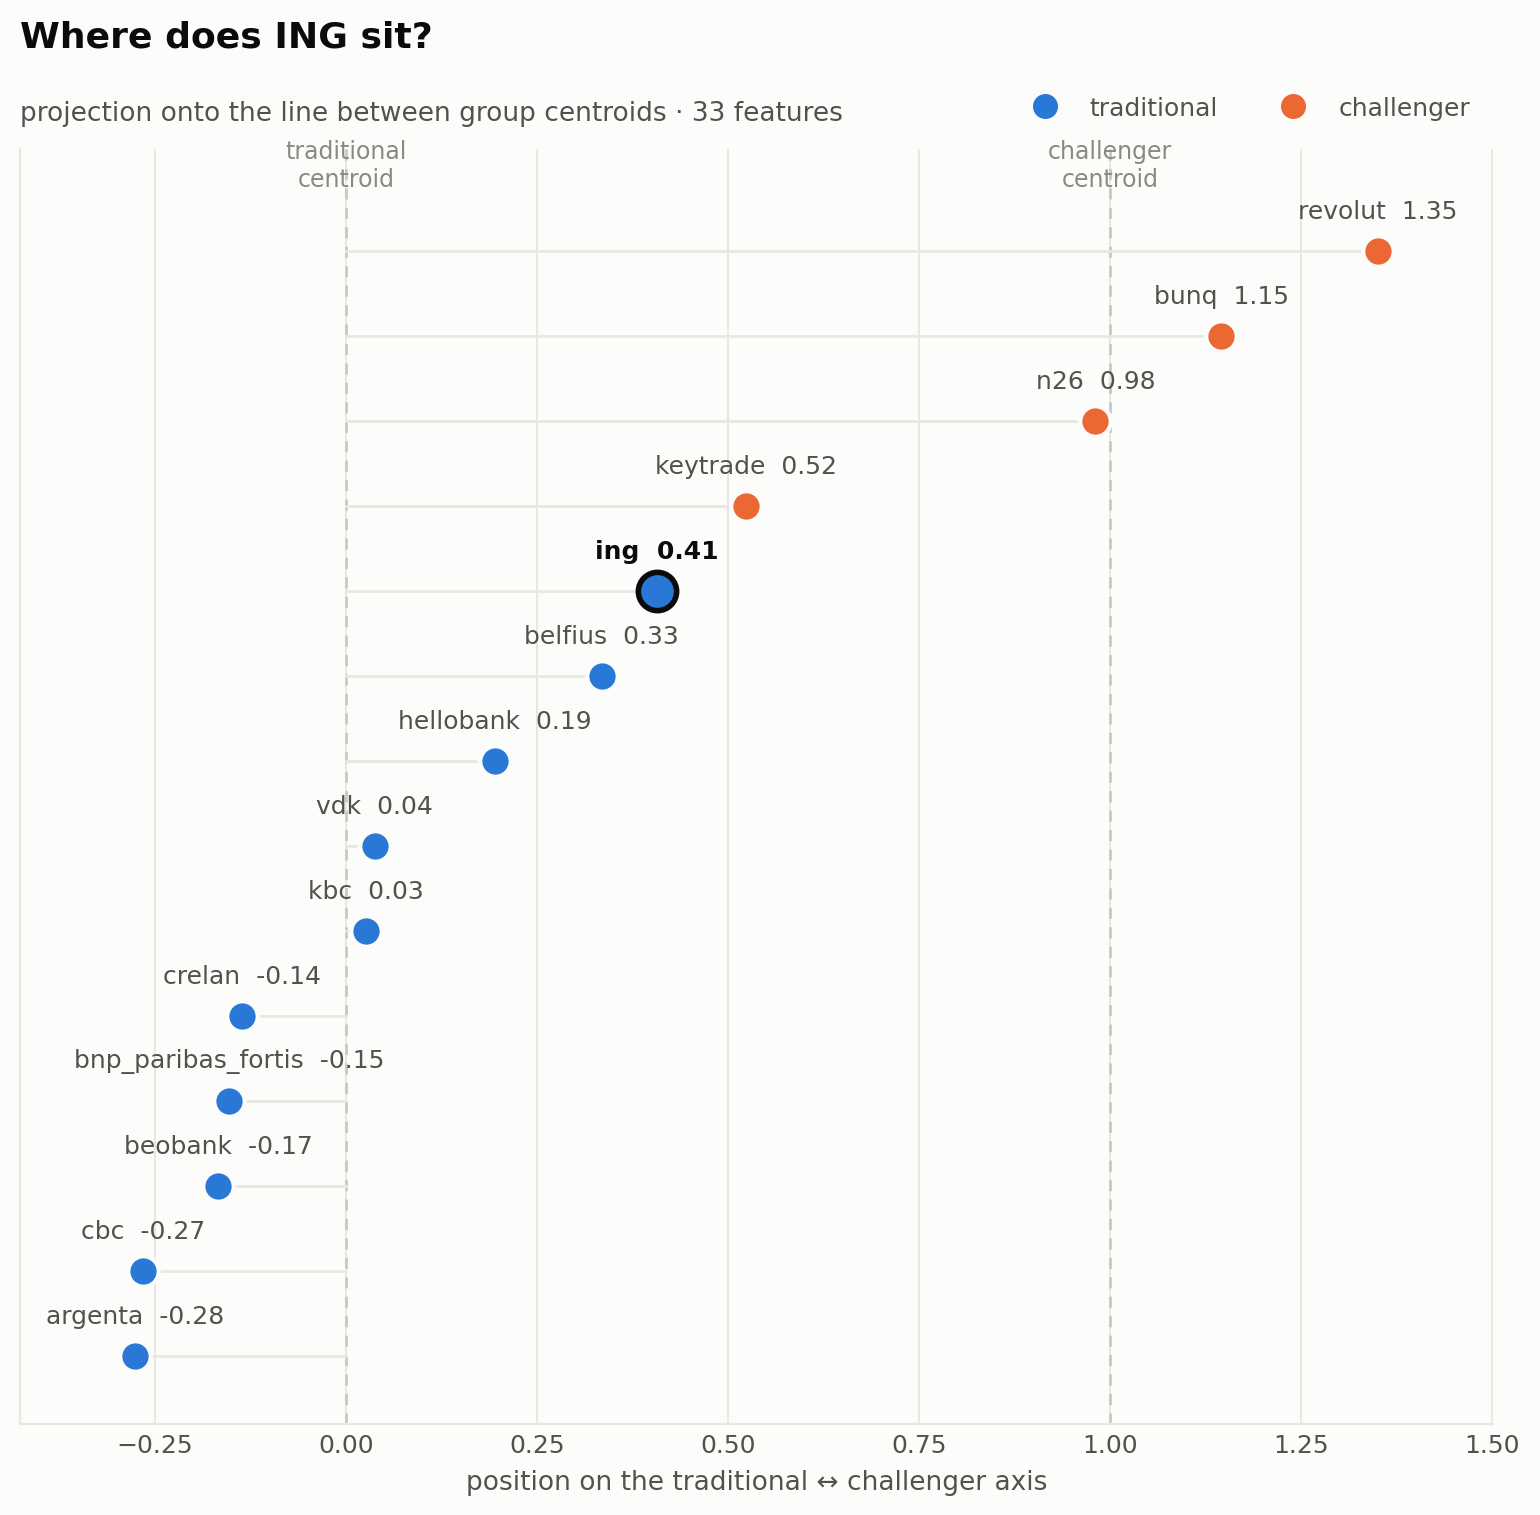 Where does ING sit?
projection onto the line between group centroids · 33 features
traditional
challenger
traditional
centroid
challenger
centroid
revolut 1.35
bunq 1.15
n26 0.98
keytrade 0.52
ing 0.41
belfius 0.33
hellobank 0.19
vdk 0.04
kbc 0.03
crelan -0.14
bnp_paribas_fortis -0.15
beobank -0.17
cbc -0.27
argenta -0.28
−0.25 0.00 0.25 0.50 0.75 1.00 1.25 1.50
position on the traditional ↔ challenger axis